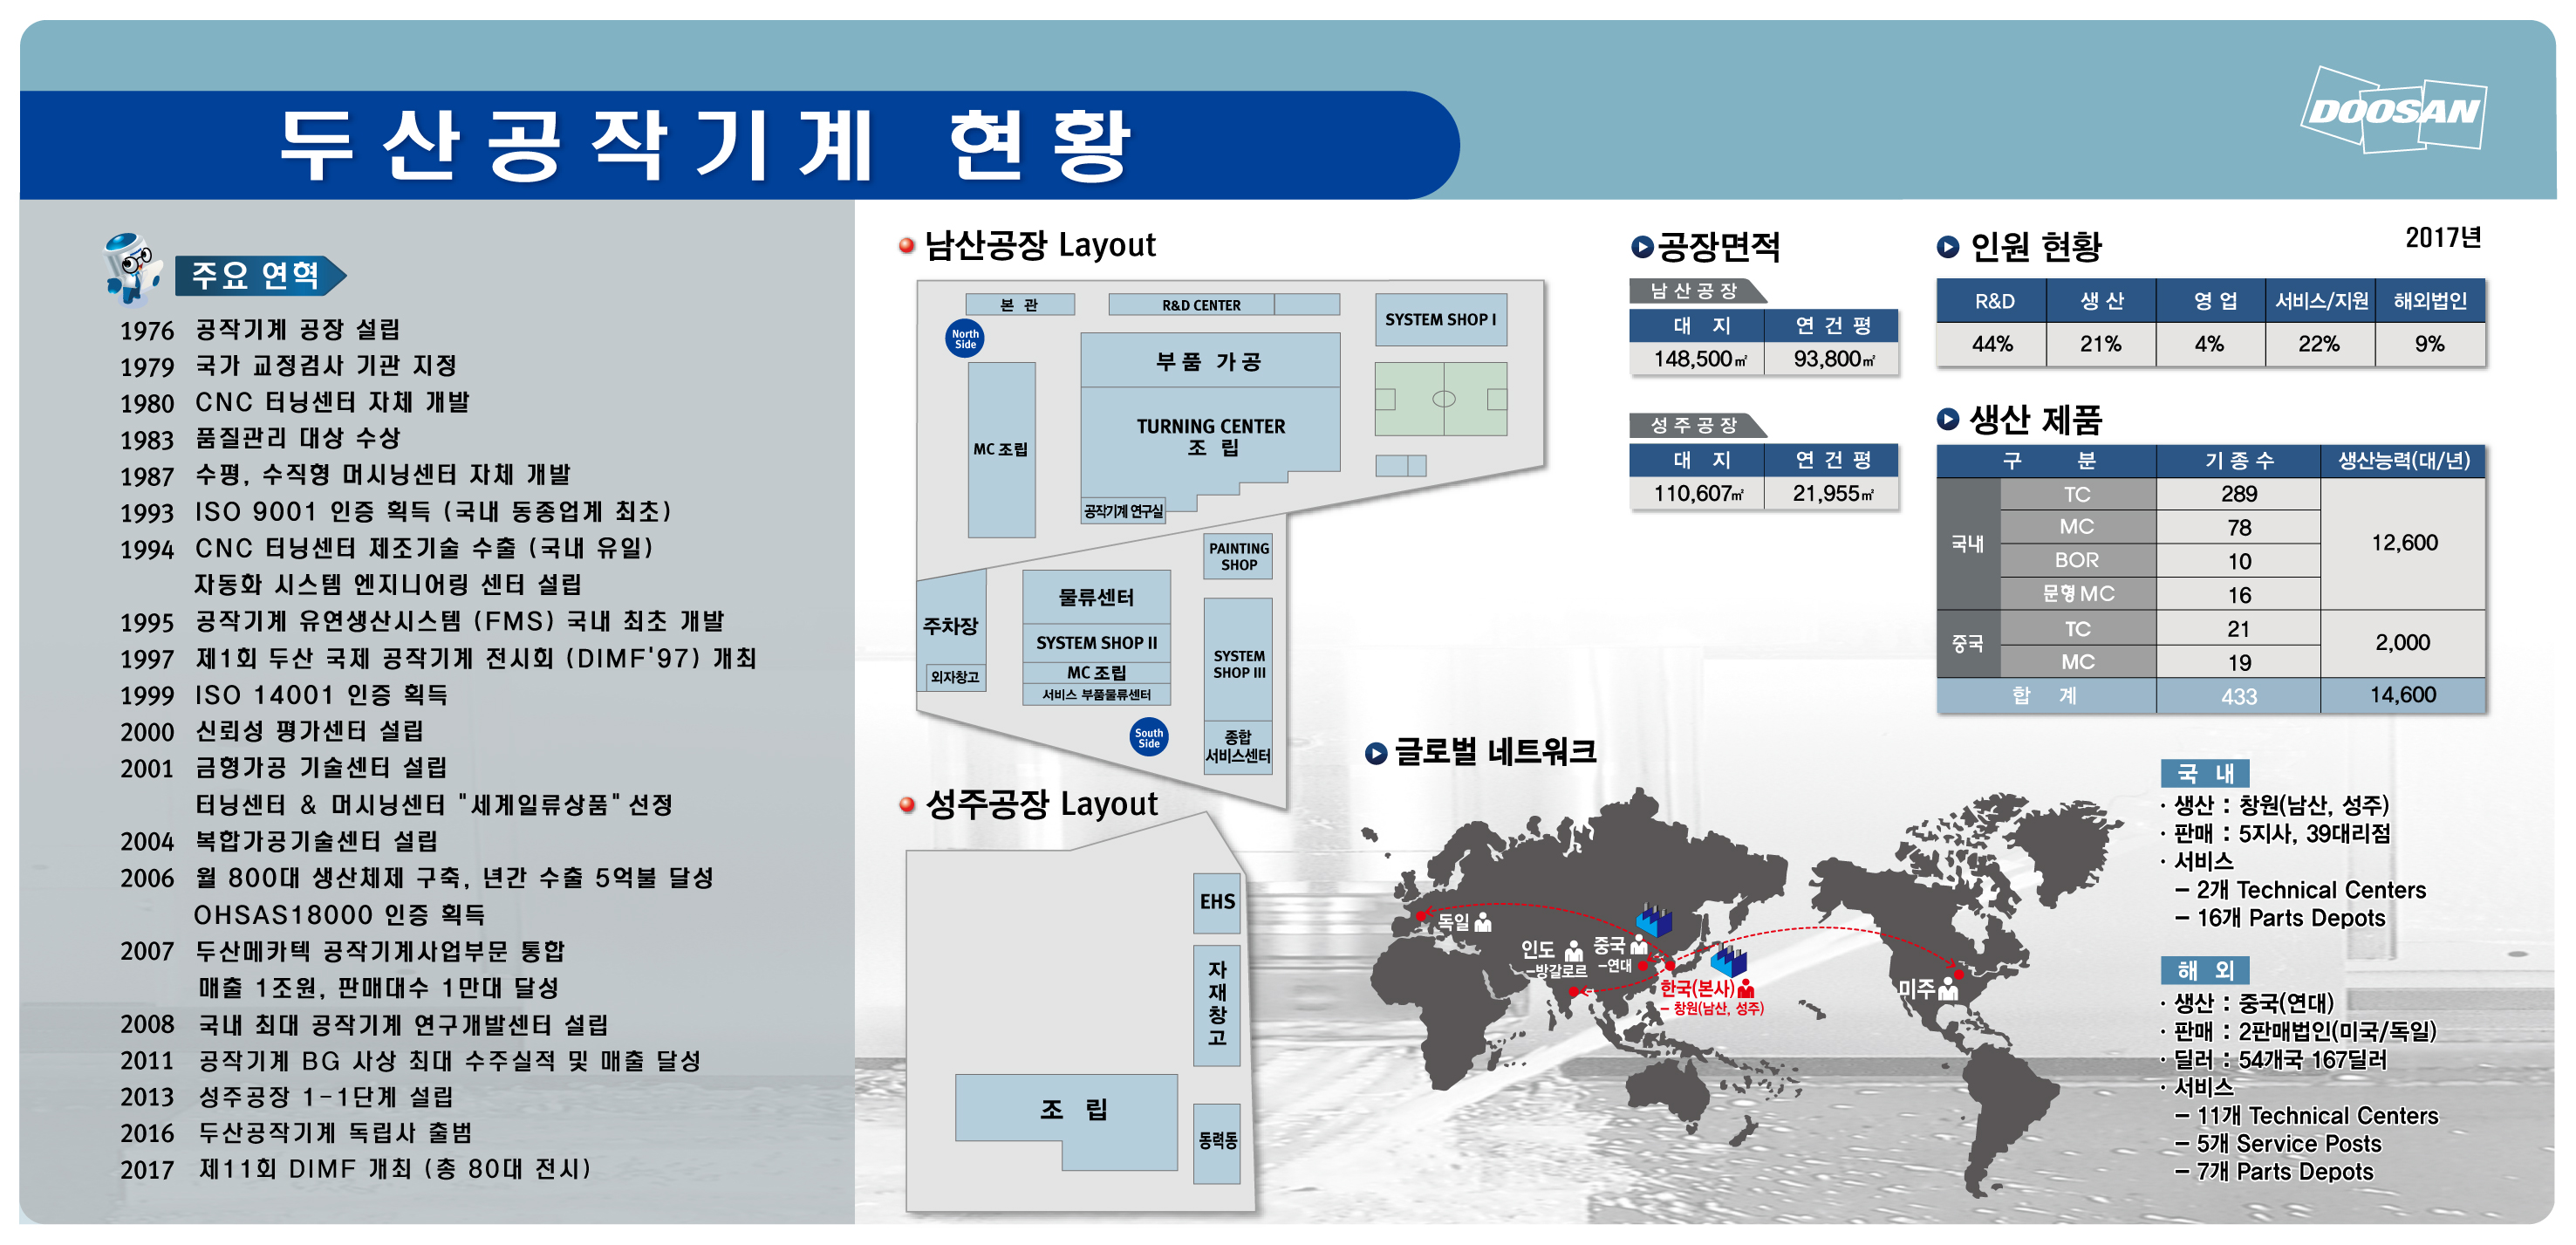 두산공작기계 현황
DOOSAN
주요 연혁
1976 공작기계 공장 설립
1979 국가 교정검사 기관 지정
1980 CNC 터닝센터 자체 개발
1983 품질관리 대상 수상
1987 수평, 수직형 머시닝센터 자체 개발
1993 ISO 9001 인증 획득 (국내 동종업계 최초)
1994 CNC 터닝센터 제조기술 수출 (국내 유일)
자동화 시스템 엔지니어링 센터 설립
1995 공작기계 유연생산시스템 (FMS) 국내 최초 개발
1997 제1회 두산 국제 공작기계 전시회 (DIMF'97) 개최
1999 ISO 14001 인증 획득
2000 신뢰성 평가센터 설립
2001 금형가공 기술센터 설립
터닝센터 & 머시닝센터 "세계일류상품" 선정
2004 복합가공기술센터 설립
2006 월 800대 생산체제 구축, 년간 수출 5억불 달성
OHSAS18000 인증 획득
2007 두산메카텍 공작기계사업부문 통합
매출 1조원, 판매대수 1만대 달성
2008 국내 최대 공작기계 연구개발센터 설립
2011 공작기계 BG 사상 최대 수주실적 및 매출 달성
2013 성주공장 1-1단계 설립
2016 두산공작기계 독립사 출범
2017 제11회 DIMF 개최 (총 80대 전시)
남산공장 Layout
본 관
R&D CENTER
SYSTEM SHOP I
North
Side
부품 가공
MC 조립
TURNING CENTER
조 립
공작기계 연구실
PAINTING
SHOP
주차장
외자창고
물류센터
SYSTEM SHOP II
MC 조립
서비스 부품물류센터
SYSTEM
SHOP III
South
Side
종합
서비스센터
성주공장 Layout
EHS
자
재
창
고
조 립
동력동
공장면적
남산공장
대 지 연 건 평
148,500㎡ 93,800㎡
성주공장
대 지 연 건 평
110,607㎡ 21,955㎡
인원 현황
2017년
R&D 생 산 영 업 서비스/지원 해외법인
44% 21% 4% 22% 9%
생산 제품
구 분 기 종 수 생산능력(대/년)
국내 TC 289 12,600
MC 78
BOR 10
문형 MC 16
중국 TC 21 2,000
MC 19
합 계 433 14,600
글로벌 네트워크
독일
인도
-방갈로르
중국
-연대
한국(본사)
- 창원(남산, 성주)
미주
국 내
· 생산 : 창원(남산, 성주)
· 판매 : 5지사, 39대리점
· 서비스
- 2개 Technical Centers
- 16개 Parts Depots
해 외
· 생산 : 중국(연대)
· 판매 : 2판매법인(미국/독일)
· 딜러 : 54개국 167딜러
· 서비스
- 11개 Technical Centers
- 5개 Service Posts
- 7개 Parts Depots